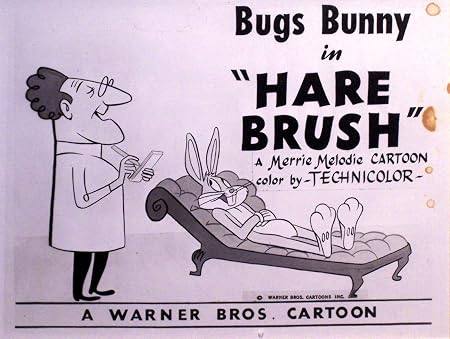 Bugs Bunny
in
"HARE
BRUSH"
A Merrie Melodie CARTOON
color by -TECHNICOLOR-
© WARNER BROS. CARTOONS INC.
A WARNER BROS. CARTOON